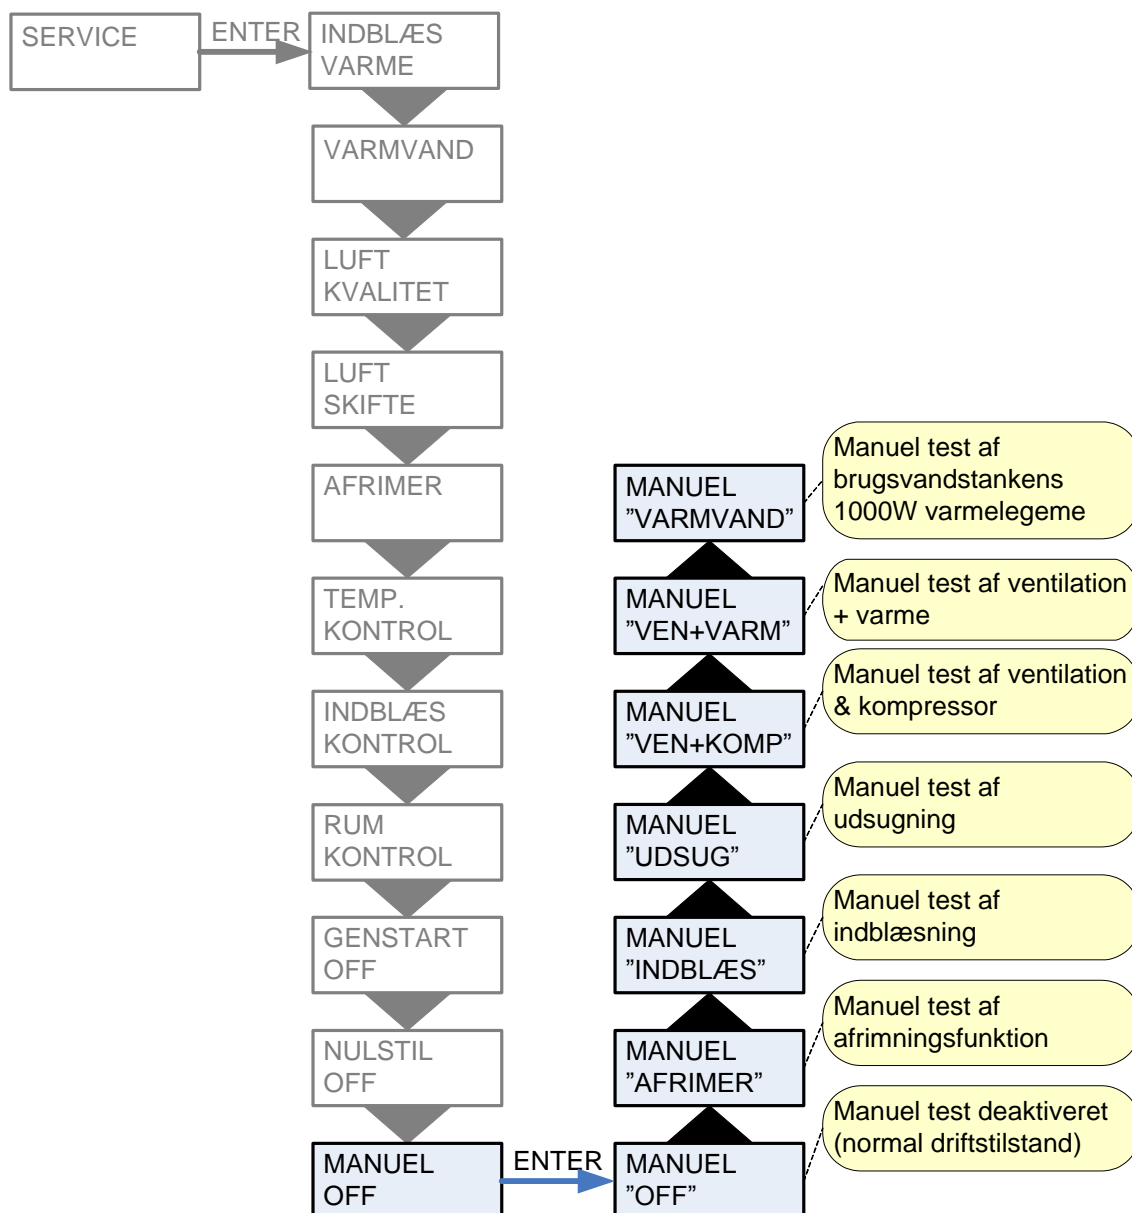 SERVICE
ENTER
INDBLÆS
VARME
VARMVAND
LUFT
KVALITET
LUFT
SKIFTE
AFRIMER
TEMP.
KONTROL
INDBLÆS
KONTROL
RUM
KONTROL
GENSTART
OFF
NULSTIL
OFF
MANUEL
OFF
ENTER
MANUEL
”VARMVAND”
Manuel test af
brugsvandstankens
1000W varmelegeme
MANUEL
”VEN+VARM”
Manuel test af ventilation
+ varme
MANUEL
”VEN+KOMP”
Manuel test af ventilation
& kompressor
MANUEL
”UDSUG”
Manuel test af
udsugning
MANUEL
”INDBLÆS”
Manuel test af
indblæsning
MANUEL
”AFRIMER”
Manuel test af
afrimningsfunktion
MANUEL
”OFF”
Manuel test deaktiveret
(normal driftstilstand)